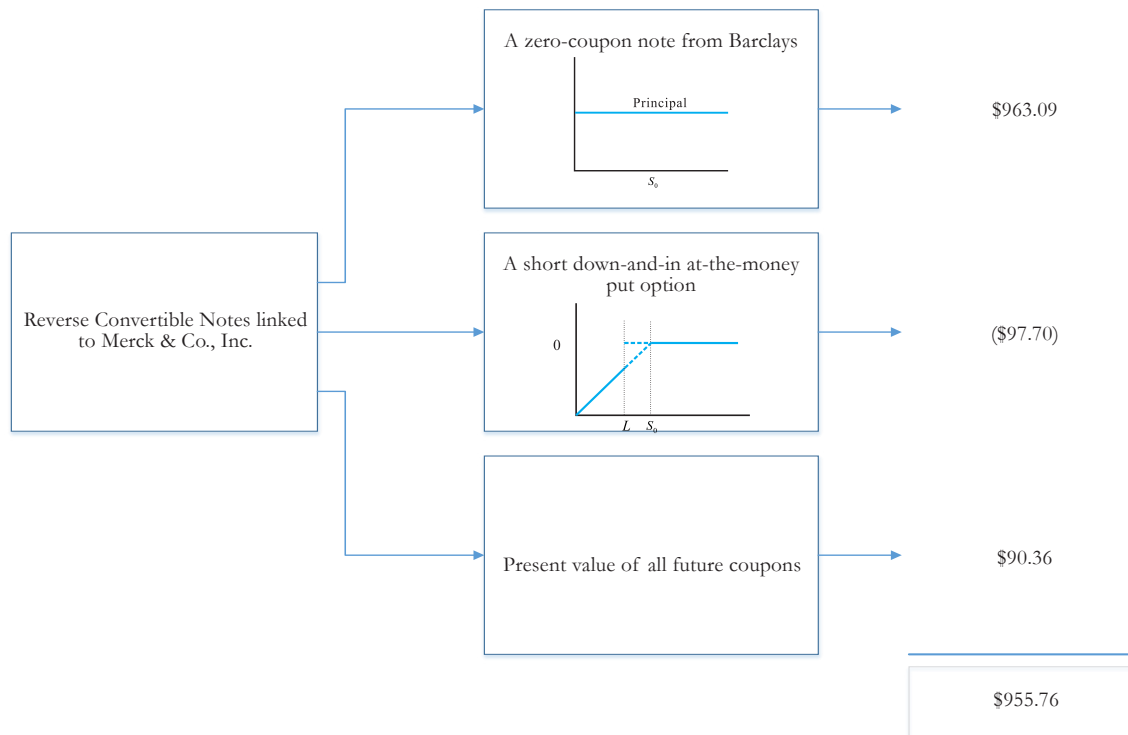 A zero-coupon note from Barclays
Principal
S₀
$963.09
Reverse Convertible Notes linked
to Merck & Co., Inc.
A short down-and-in at-the-money
put option
0
L S₀
($97.70)
Present value of all future coupons
$90.36
$955.76